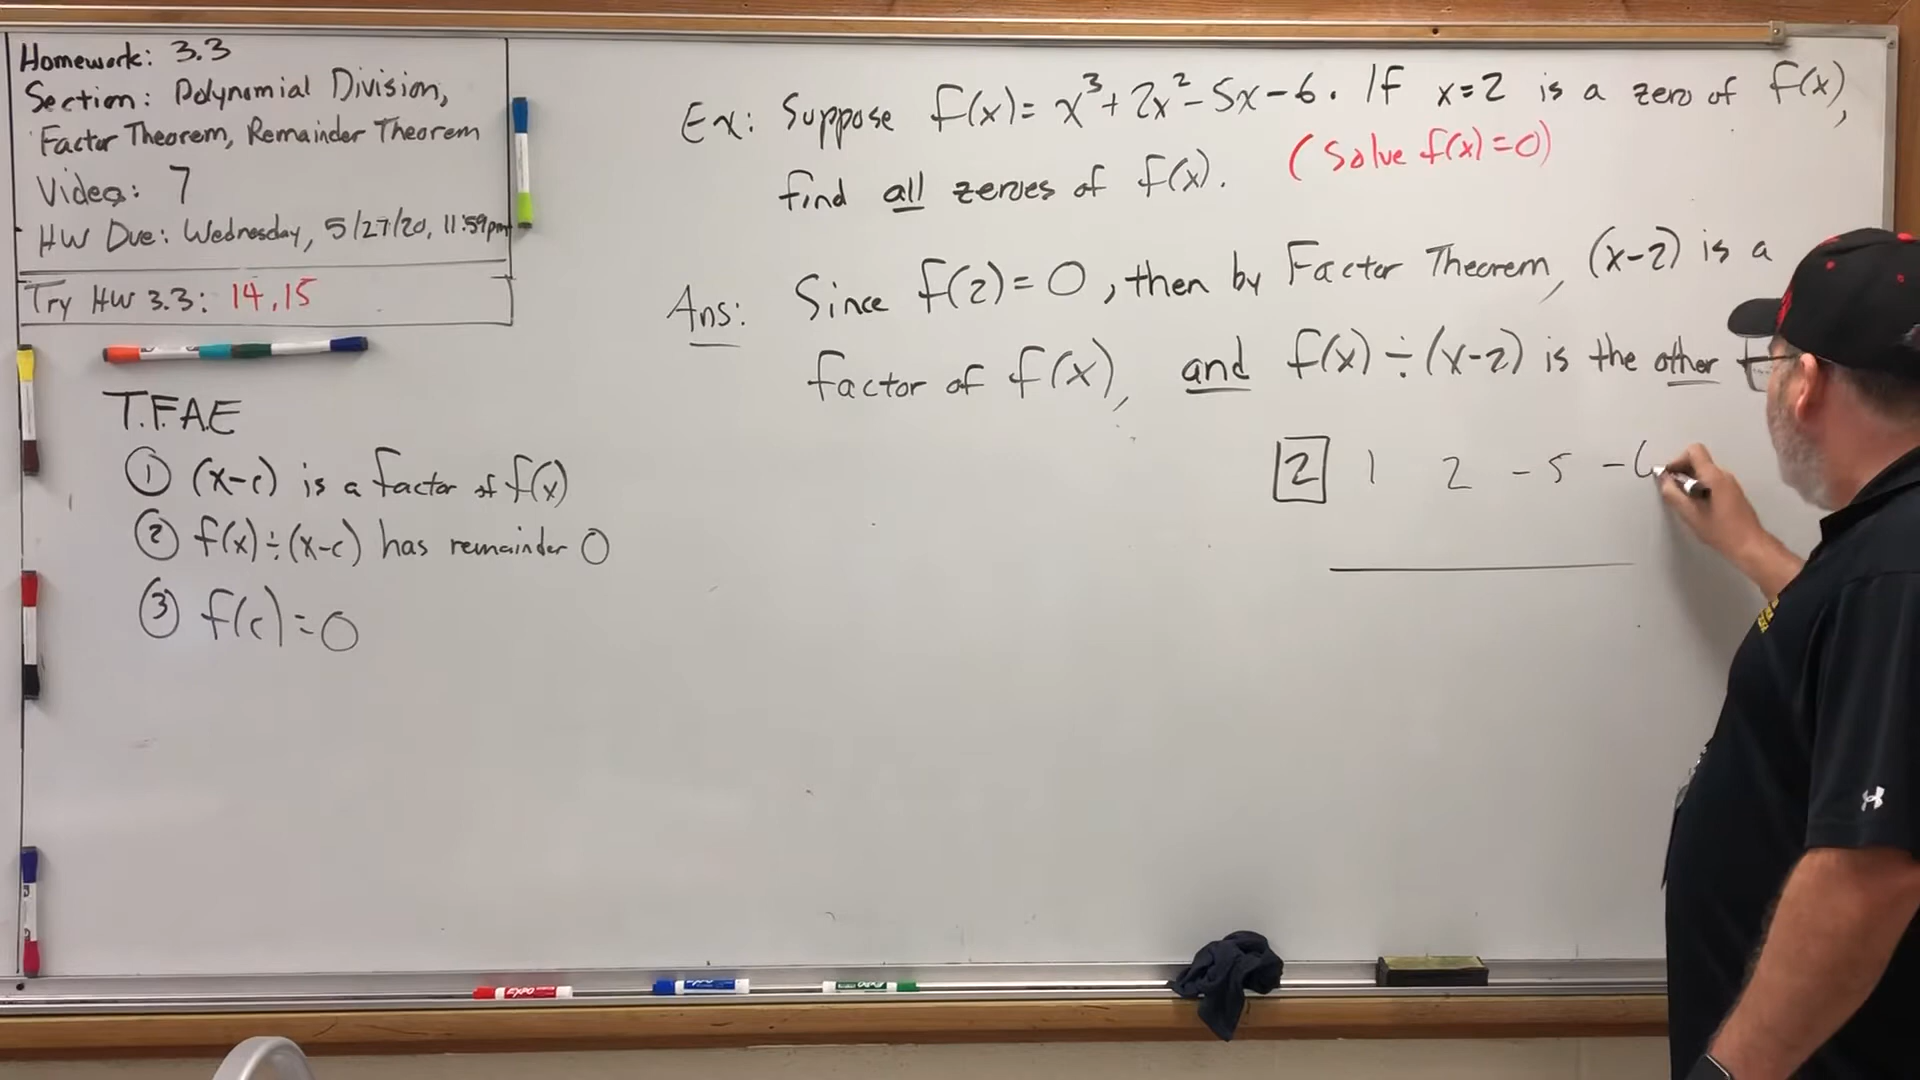 Homework: 3.3
Section: Polynomial Division,
Factor Theorem, Remainder Theorem
Video: 7
HW Due: Wednesday, 5/27/20, 11:59pm
Try HW 3.3: 14,15
T.F.A.E
① (x-c) is a factor of f(x)
② f(x)÷(x-c) has remainder 0
③ f(c)=0
Ex: Suppose f(x)= x³+2x²-5x-6. If x=2 is a zero of f(x),
find all zeroes of f(x). (Solve f(x)=0)
Ans: Since f(2)=0, then by Factor Theorem, (x-2) is a
factor of f(x), and f(x)÷(x-2) is the other
2 1 2 -5 -6
EXPO
EXPO